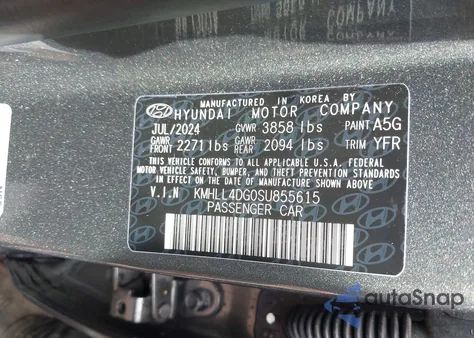 MANUFACTURED IN KOREA BY
HYUNDAI MOTOR COMPANY
JUL/2024 GVWR 3858 lbs PAINT A5G
GAWR FRONT 2271 lbs GAWR REAR 2094 lbs TRIM YFR
THIS VEHICLE CONFORMS TO ALL APPLICABLE U.S.A. FEDERAL
MOTOR VEHICLE SAFETY, BUMPER, AND THEFT PREVENTION STANDARDS
IN EFFECT ON THE DATE OF MANUFACTURE SHOWN ABOVE.
V.I.N KMHLL4DG0SU855615
PASSENGER CAR
autoSnap